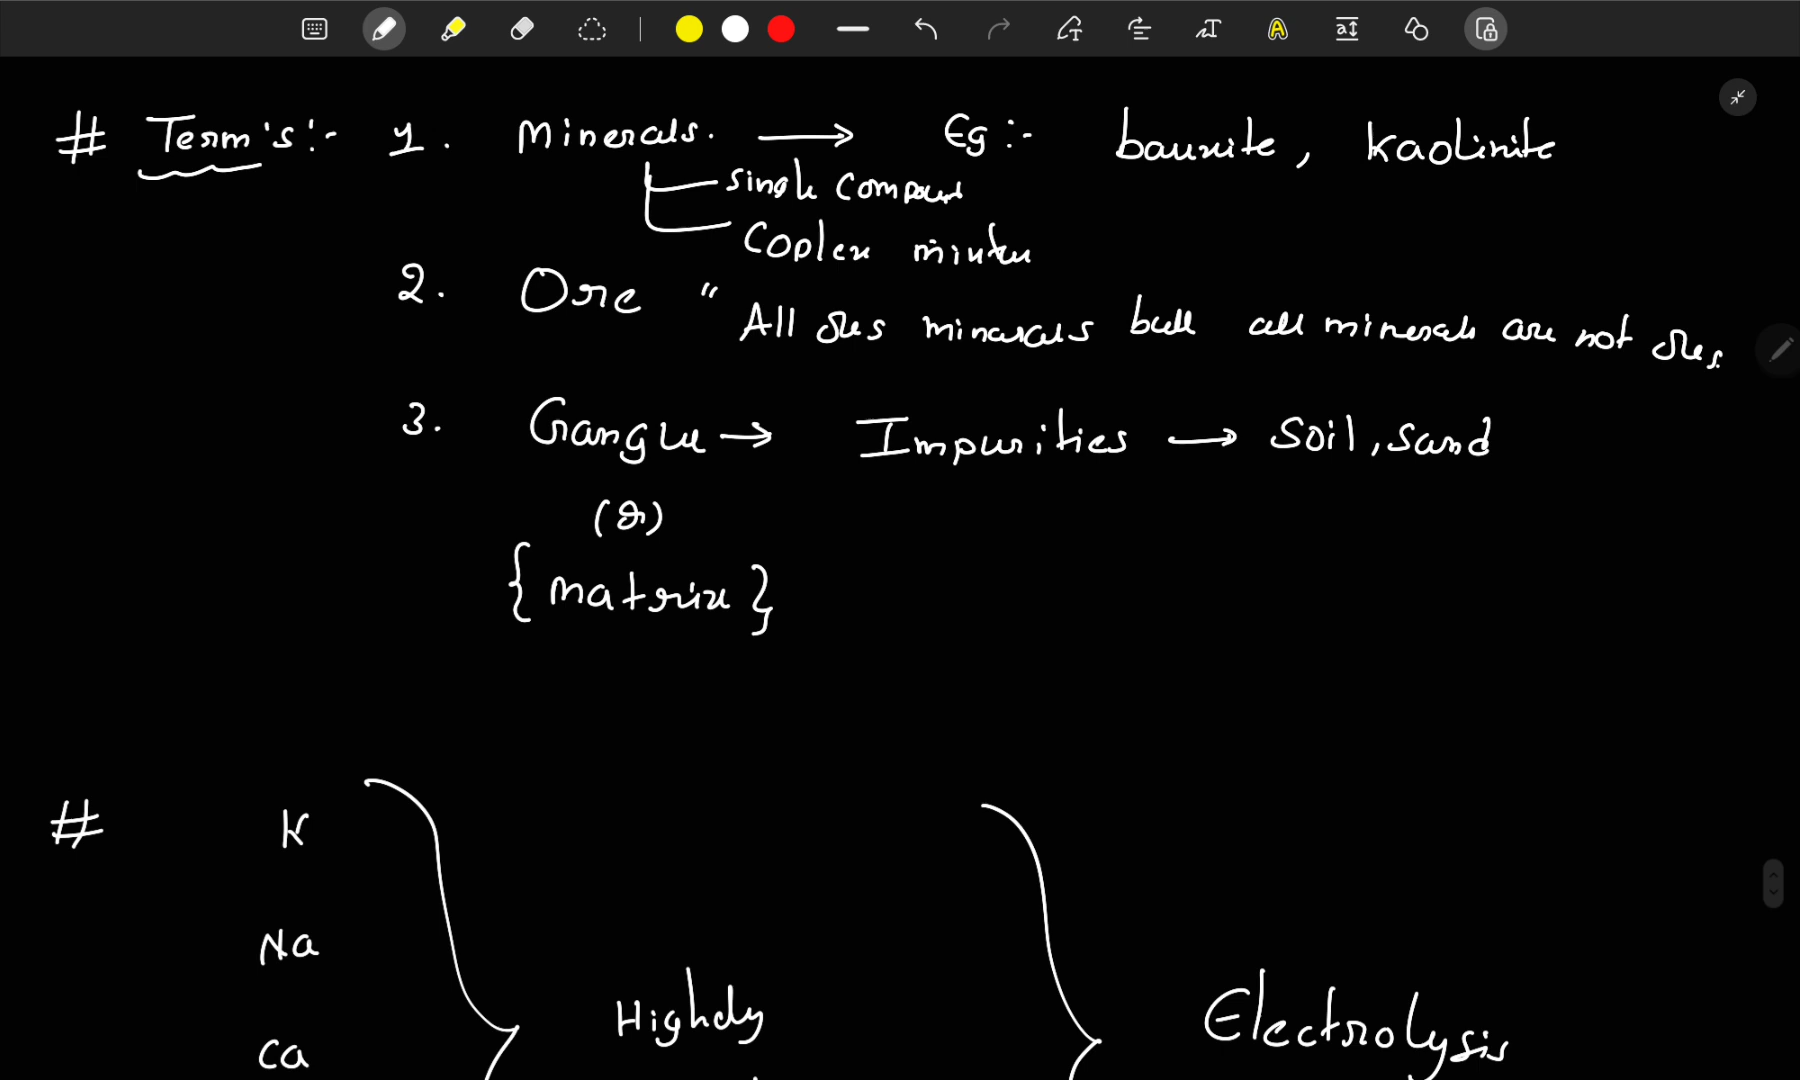 # Term's :- 1. Minerals. → Eg :- bauxite, Kaolinite
single compound
Coplex mixture
2. Ore " All ores minerals but all minerals are not ores.
3. Gangue → Impurities → Soil, Sand
(or)
{ matrix }
# K
Na
Ca
Highly
Electrolysis